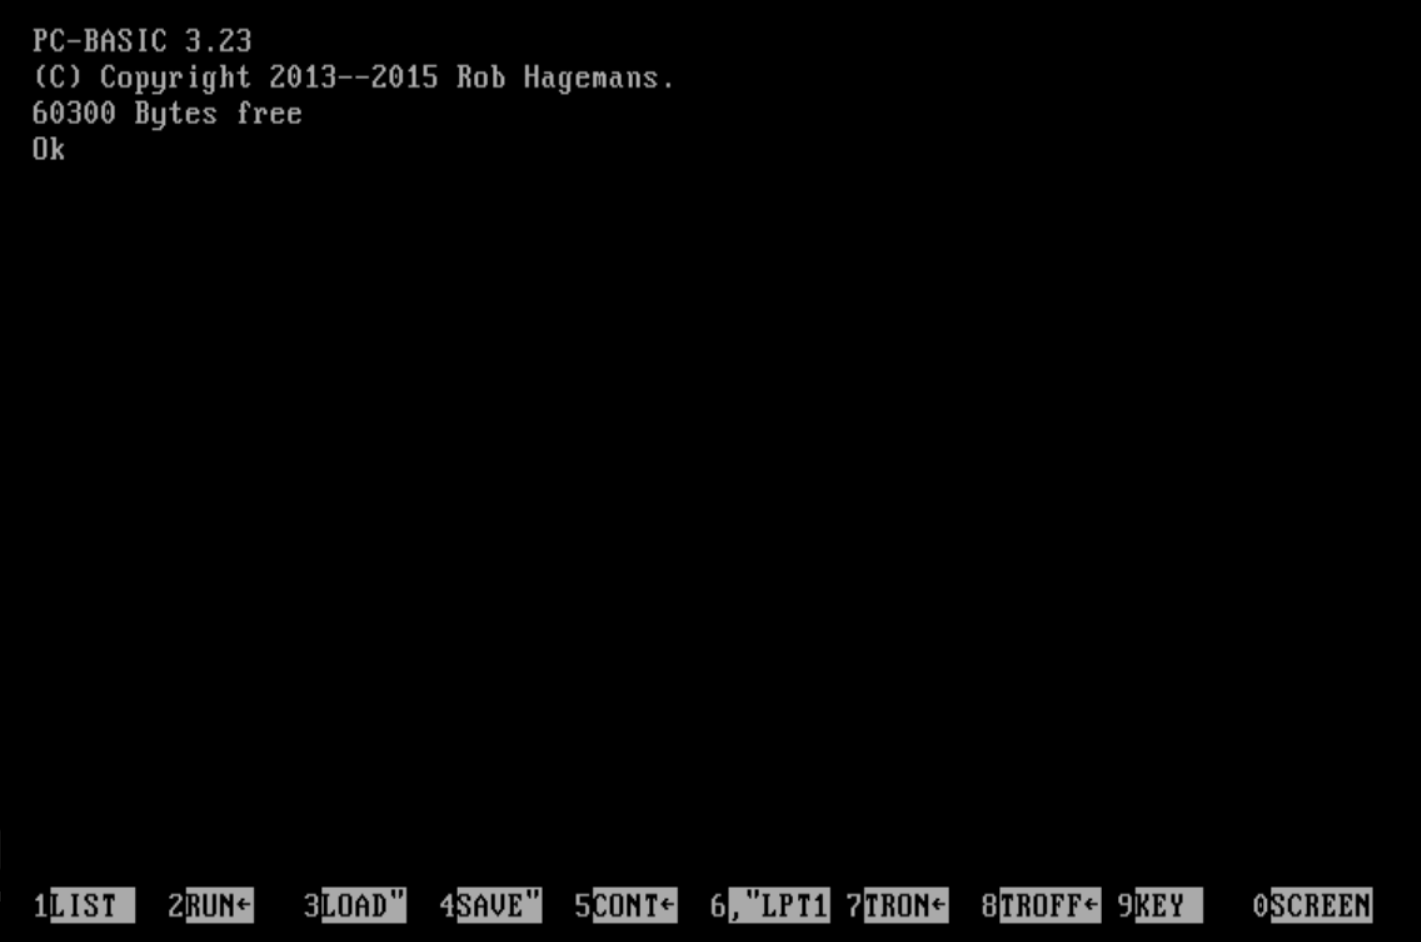 PC-BASIC 3.23
(C) Copyright 2013--2015 Rob Hagemans.
60300 Bytes free
Ok
1LIST 2RUN← 3LOAD" 4SAVE" 5CONT← 6,"LPT1 7TRON← 8TROFF← 9KEY 0SCREEN